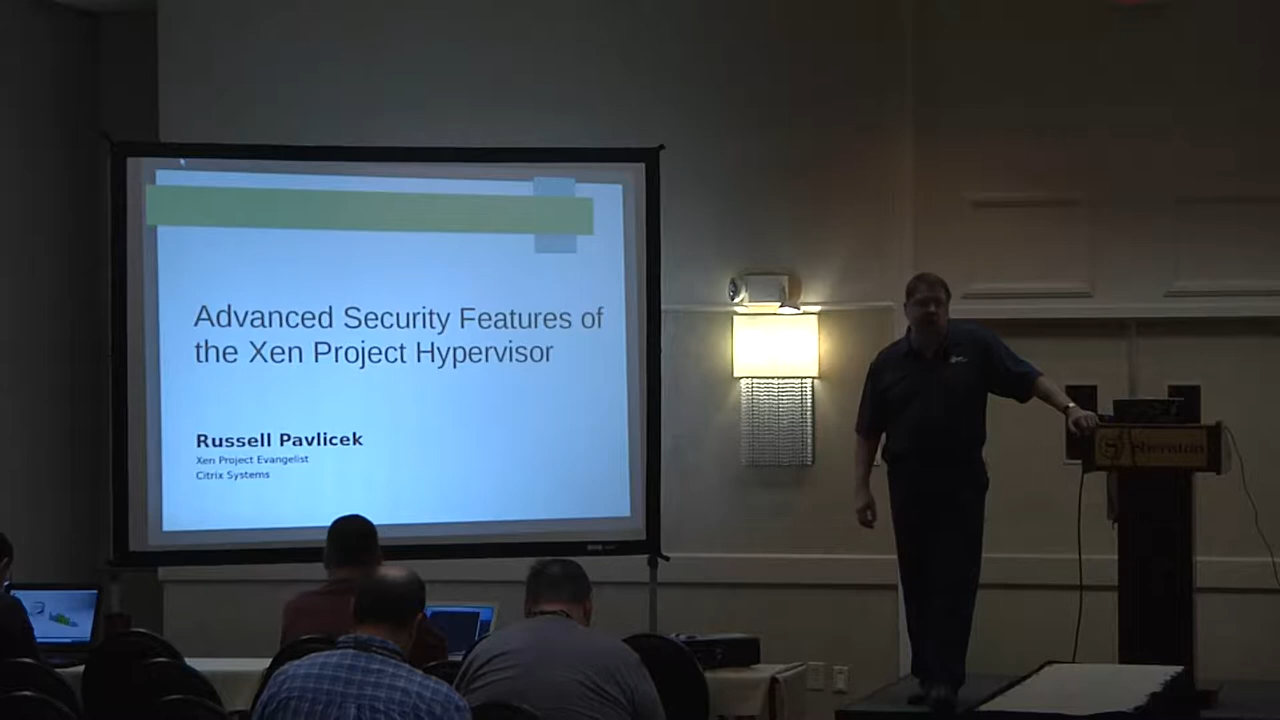 Advanced Security Features of
the Xen Project Hypervisor
Russell Pavlicek
Xen Project Evangelist
Citrix Systems
Sheraton